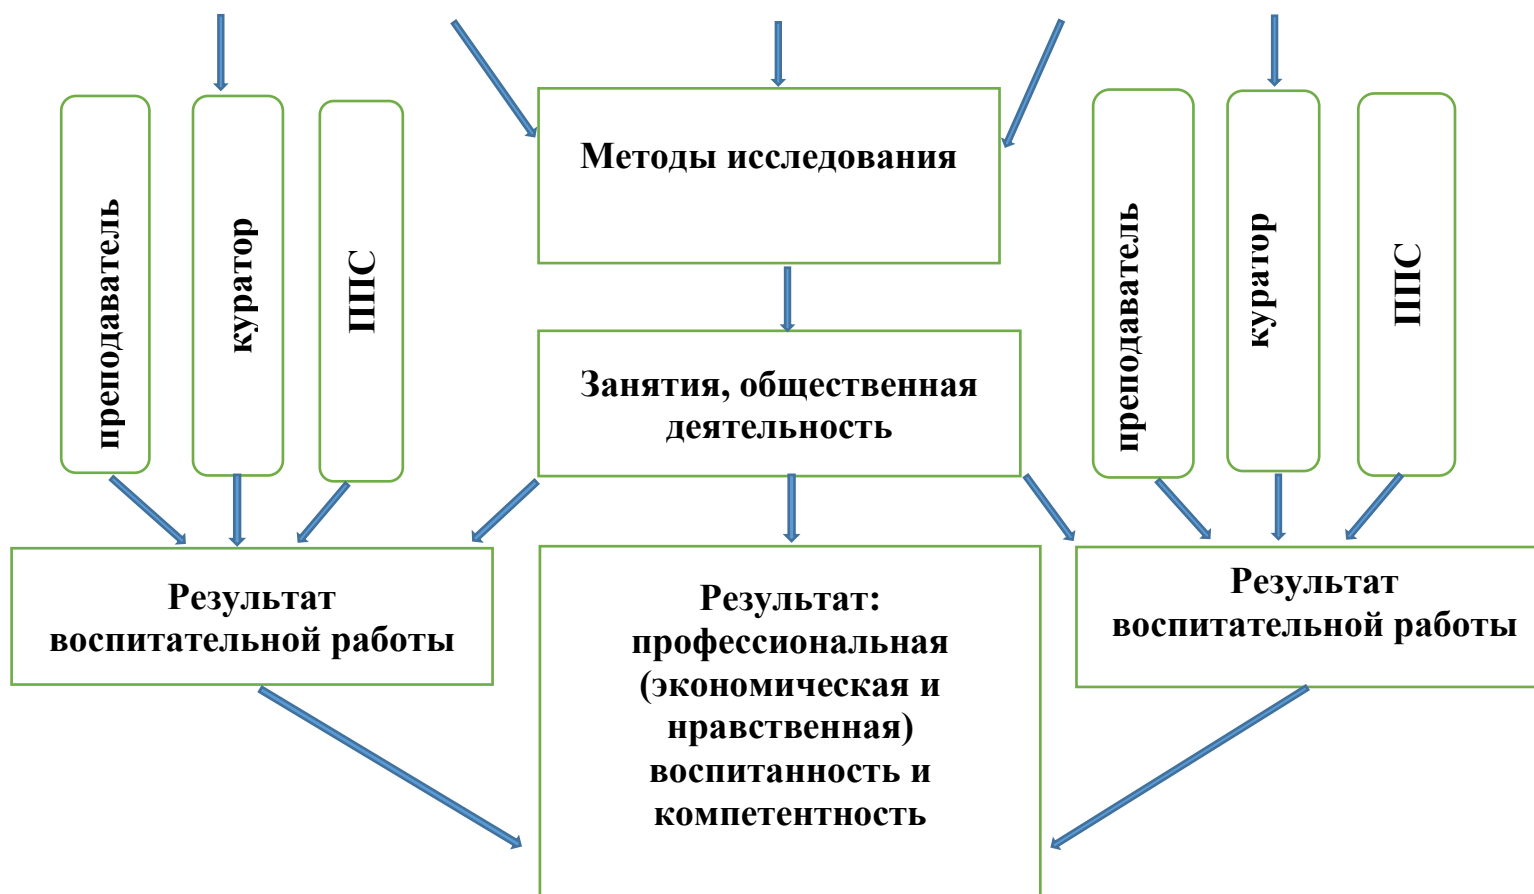 преподаватель
куратор
ППС
Методы исследования
преподаватель
куратор
ППС
Занятия, общественная
деятельность
Результат
воспитательной работы
Результат:
профессиональная
(экономическая и
нравственная)
воспитанность и
компетентность
Результат
воспитательной работы